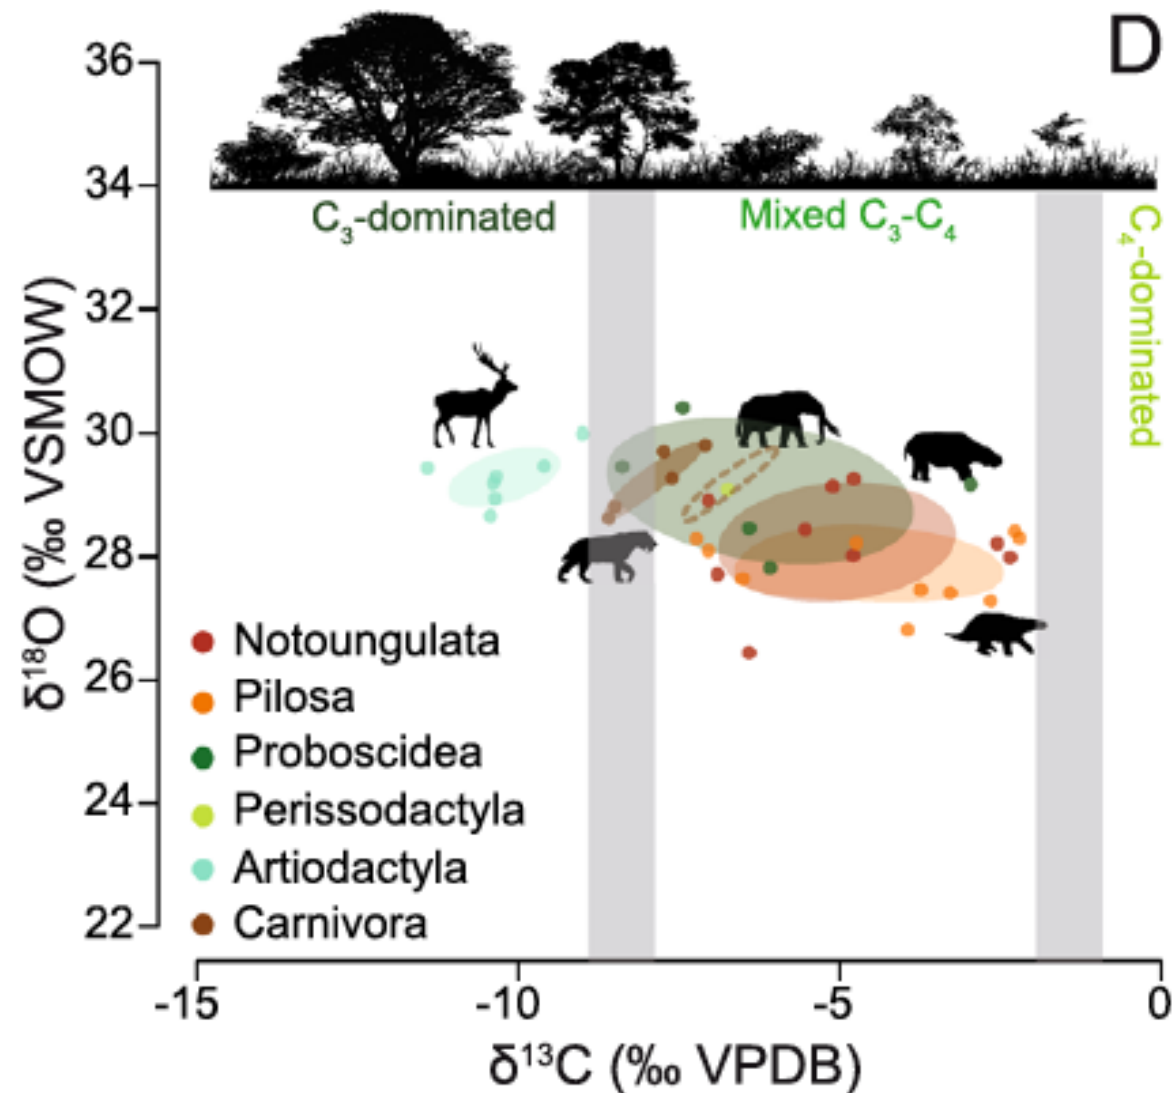 D
36
34
32
30
28
26
24
22
δ¹⁸O (‰ VSMOW)
C₃-dominated
Mixed C₃-C₄
C₄-dominated
Notoungulata
Pilosa
Proboscidea
Perissodactyla
Artiodactyla
Carnivora
-15 -10 -5 0
δ¹³C (‰ VPDB)